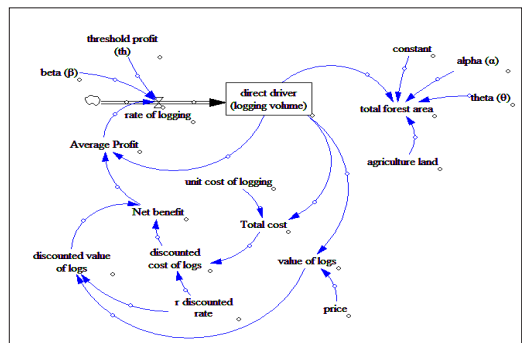 threshold profit
(th)
constant
beta (β)
alpha (α)
direct driver
(logging volume)
theta (θ)
total forest area
rate of logging
Average Profit
agriculture land
unit cost of logging
Net benefit
Total cost
discounted value
of logs
discounted
cost of logs
value of logs
r discounted
rate
price